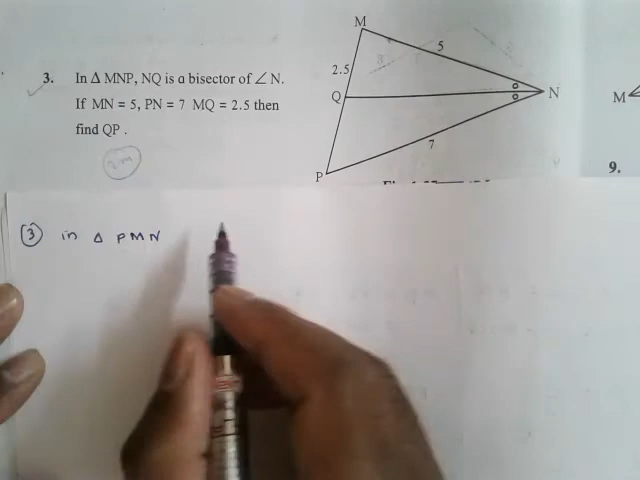 M
5
3. In Δ MNP, NQ is a bisector of ∠ N.
2.5
If MN = 5, PN = 7 MQ = 2.5 then
Q
N
M
find QP .
7
P
9.
③ in Δ PMN